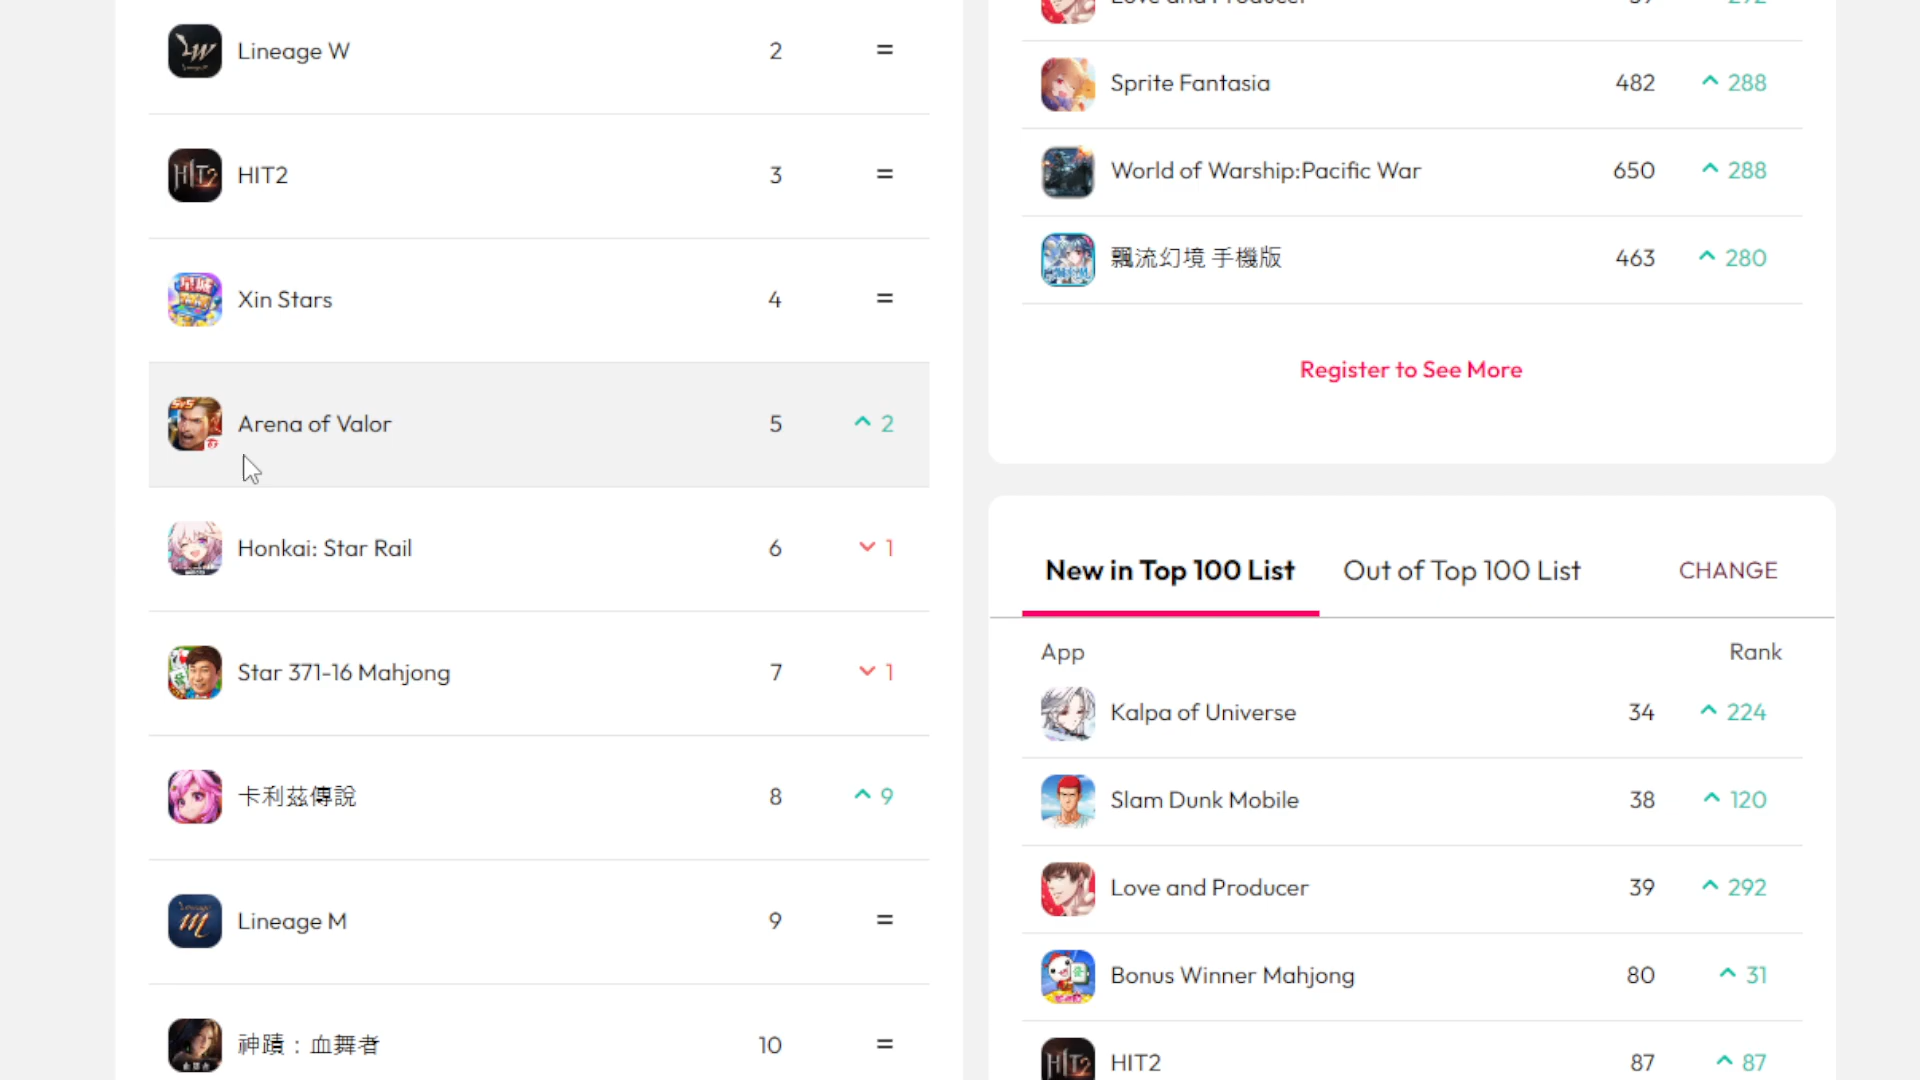 Lineage W 2 =
HIT2 3 =
Xin Stars 4 =
Arena of Valor 5 2
Honkai: Star Rail 6 1
Star 371-16 Mahjong 7 1
卡利茲傳說 8 9
Lineage M 9 =
神蹟：血舞者 10 =
Love and Producer 39 292
Sprite Fantasia 482 288
World of Warship:Pacific War 650 288
飄流幻境 手機版 463 280
Register to See More
New in Top 100 List Out of Top 100 List CHANGE
App Rank
Kalpa of Universe 34 224
Slam Dunk Mobile 38 120
Love and Producer 39 292
Bonus Winner Mahjong 80 31
HIT2 87 87